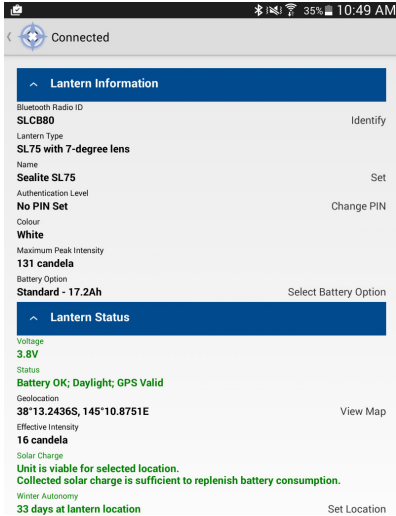 35% 10:49 AM
Connected
Lantern Information
Bluetooth Radio ID
SLCB80 Identify
Lantern Type
SL75 with 7-degree lens
Name
Sealite SL75 Set
Authentication Level
No PIN Set Change PIN
Colour
White
Maximum Peak Intensity
131 candela
Battery Option
Standard - 17.2Ah Select Battery Option
Lantern Status
Voltage
3.8V
Status
Battery OK; Daylight; GPS Valid
Geolocation
38°13.2436S, 145°10.8751E View Map
Effective Intensity
16 candela
Solar Charge
Unit is viable for selected location.
Collected solar charge is sufficient to replenish battery consumption.
Winter Autonomy
33 days at lantern location Set Location